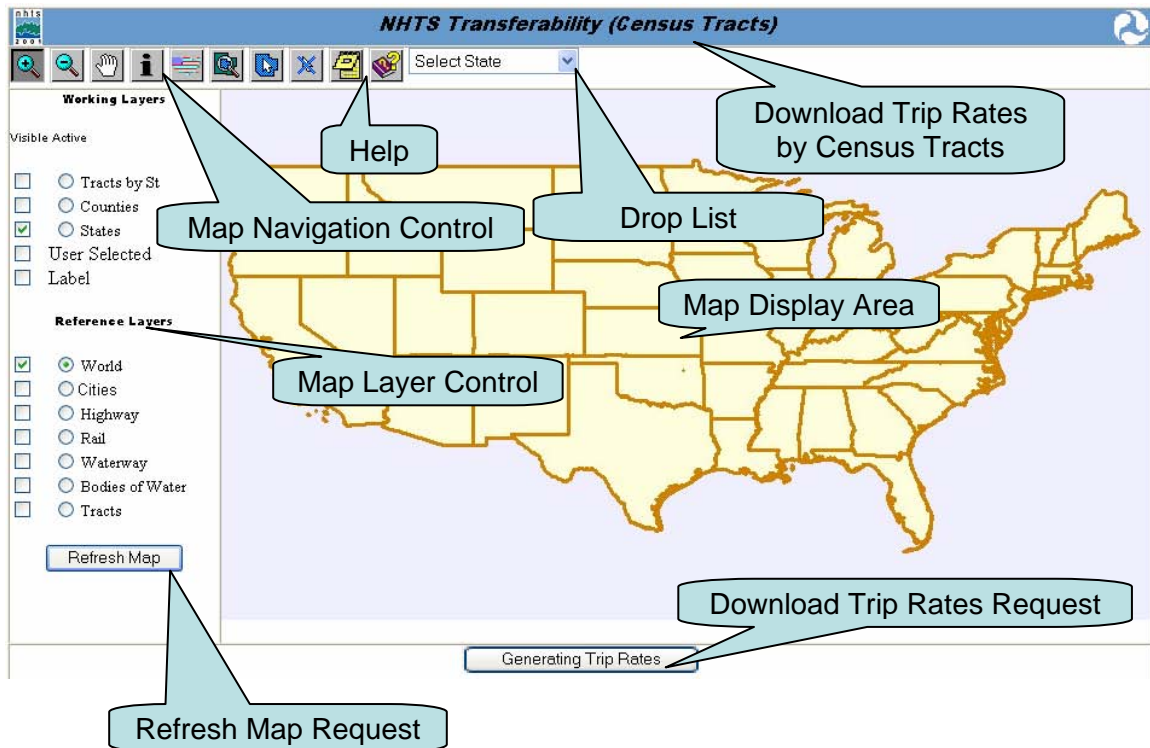 nhts
2001
NHTS Transferability (Census Tracts)
Select State
Working Layers
Visible Active
Tracts by St
Counties
States
User Selected
Label
Reference Layers
World
Cities
Highway
Rail
Waterway
Bodies of Water
Tracts
Refresh Map
Download Trip Rates
by Census Tracts
Help
Map Navigation Control
Drop List
Map Display Area
Map Layer Control
Download Trip Rates Request
Generating Trip Rates
Refresh Map Request